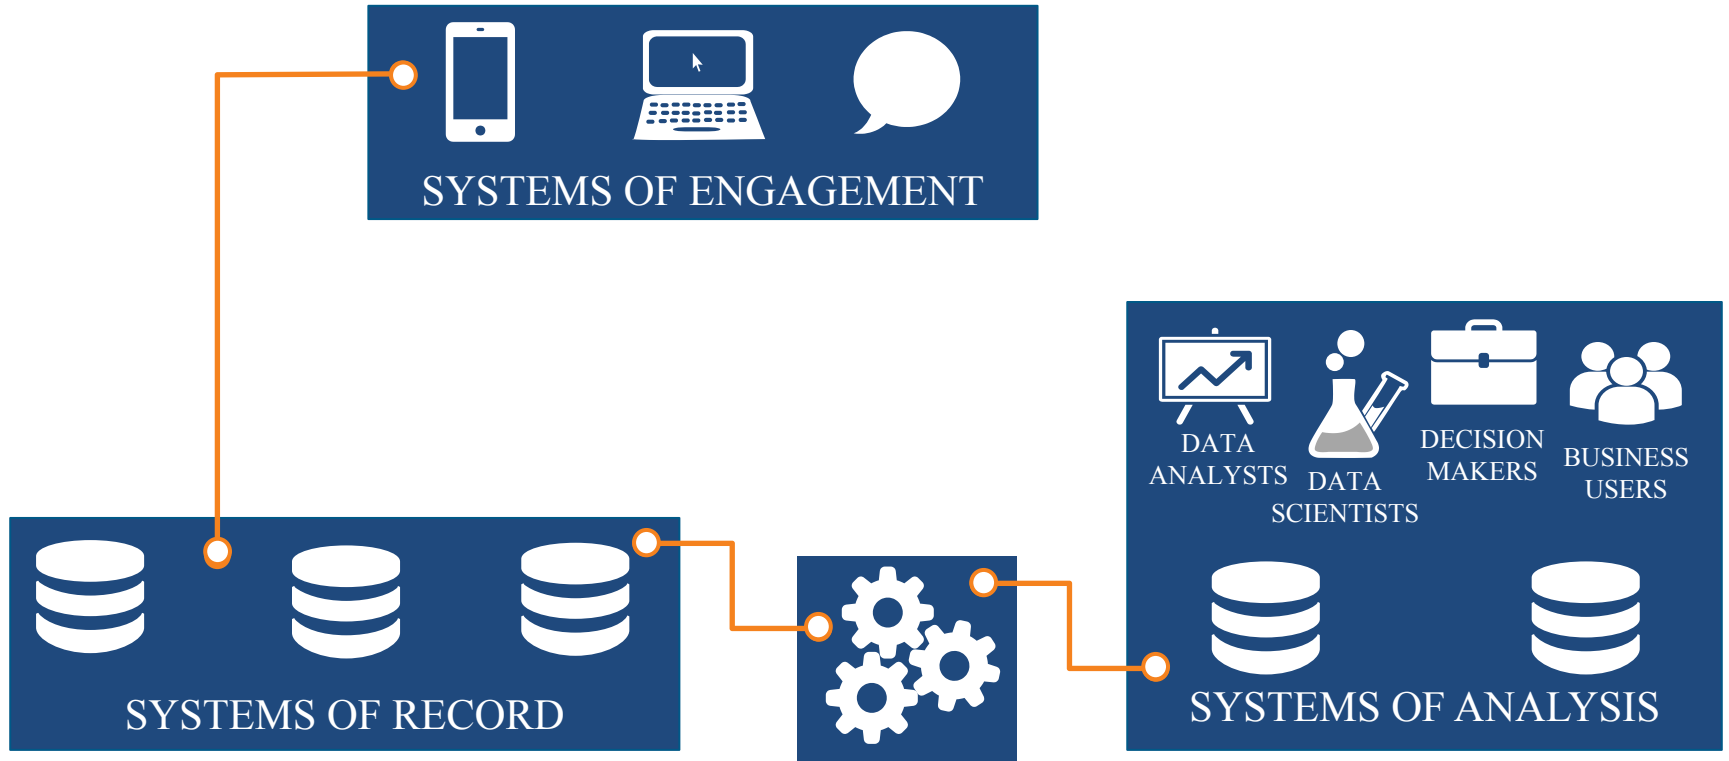 SYSTEMS OF ENGAGEMENT
DATA
ANALYSTS
DATA
SCIENTISTS
DECISION
MAKERS
BUSINESS
USERS
SYSTEMS OF RECORD
SYSTEMS OF ANALYSIS